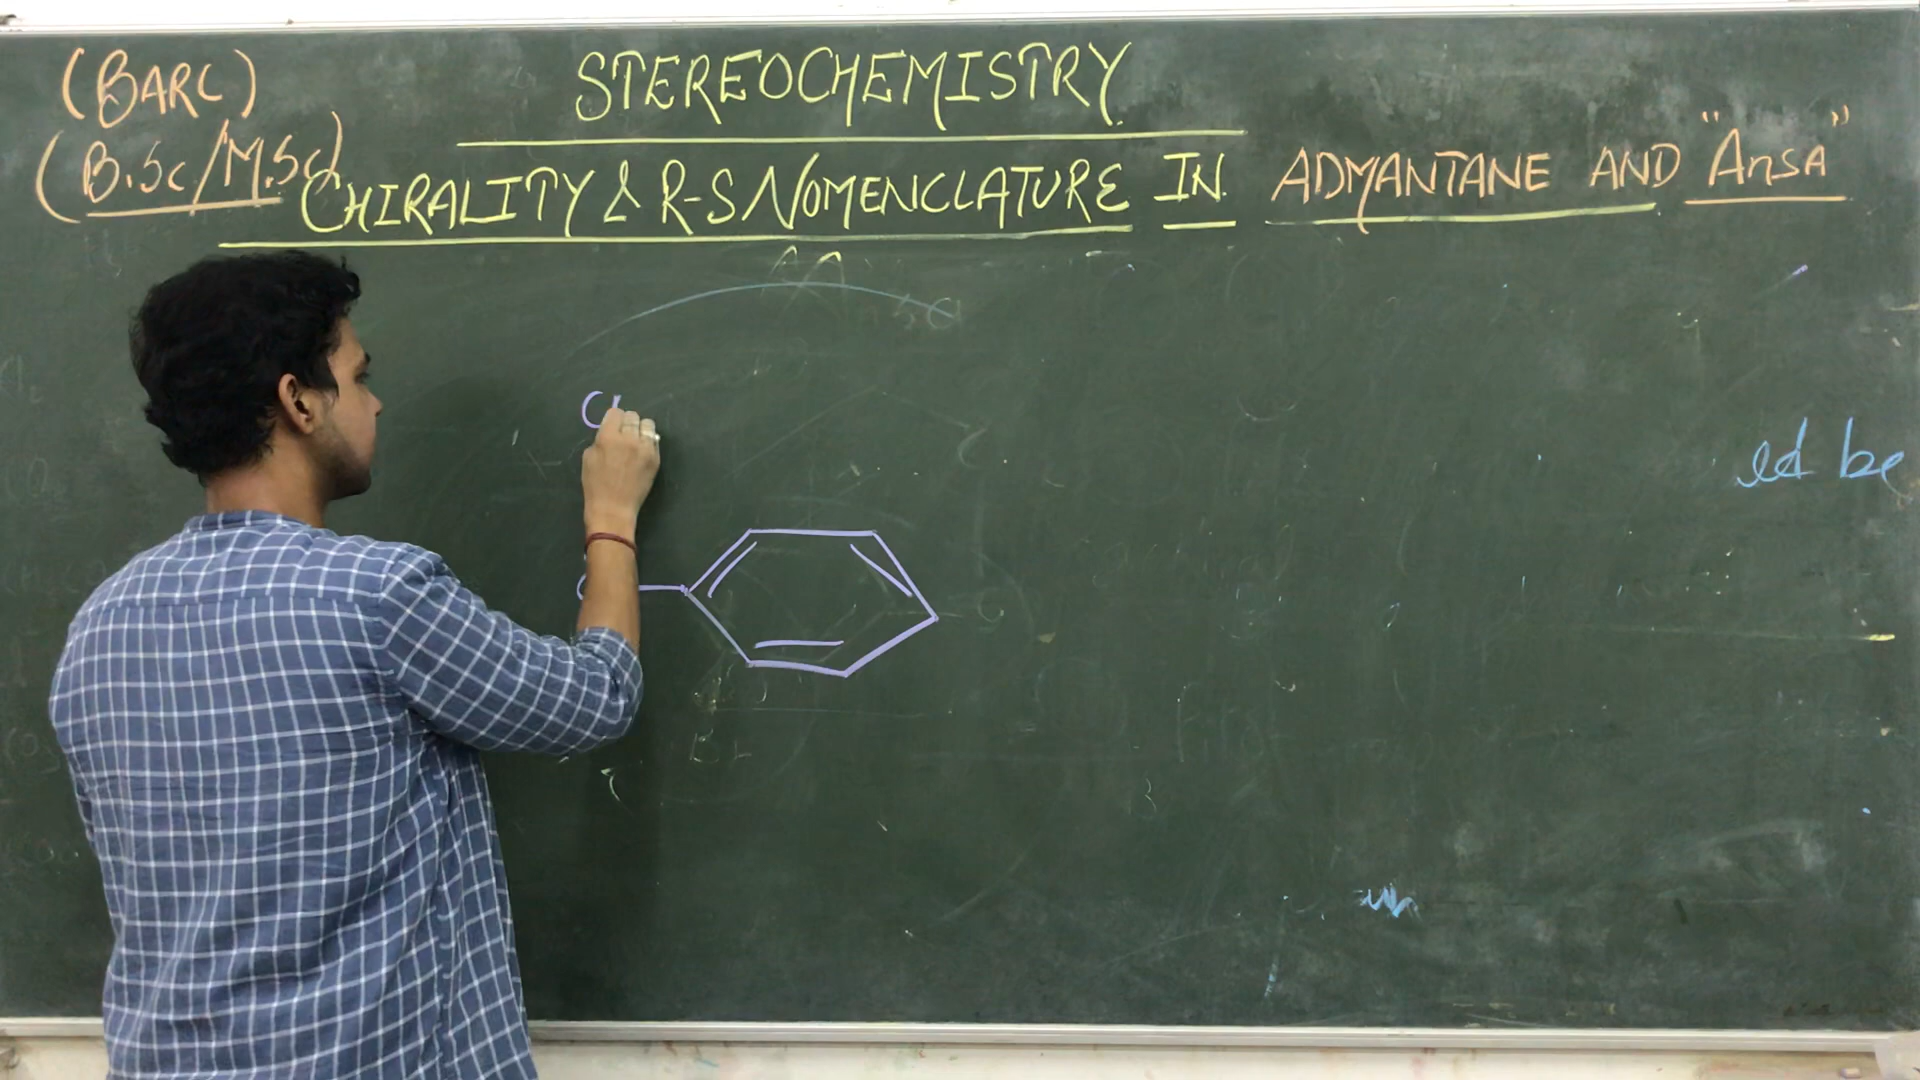 (BARC)
STEREOCHEMISTRY
(B.Sc/M.Sc)
CHIRALITY & R-S NOMENCLATURE IN ADMANTANE AND "Ansa"
ed be